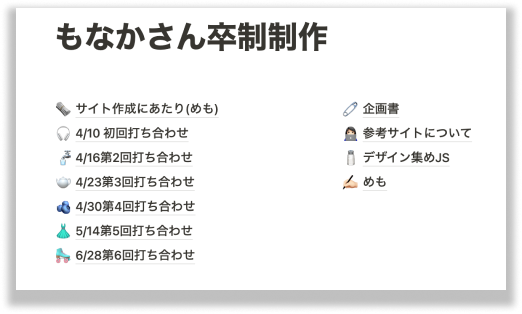 もなかさん卒制制作
サイト作成にあたり(めも)
4/10 初回打ち合わせ
4/16第2回打ち合わせ
4/23第3回打ち合わせ
4/30第4回打ち合わせ
5/14第5回打ち合わせ
6/28第6回打ち合わせ
企画書
参考サイトについて
デザイン集めJS
めも